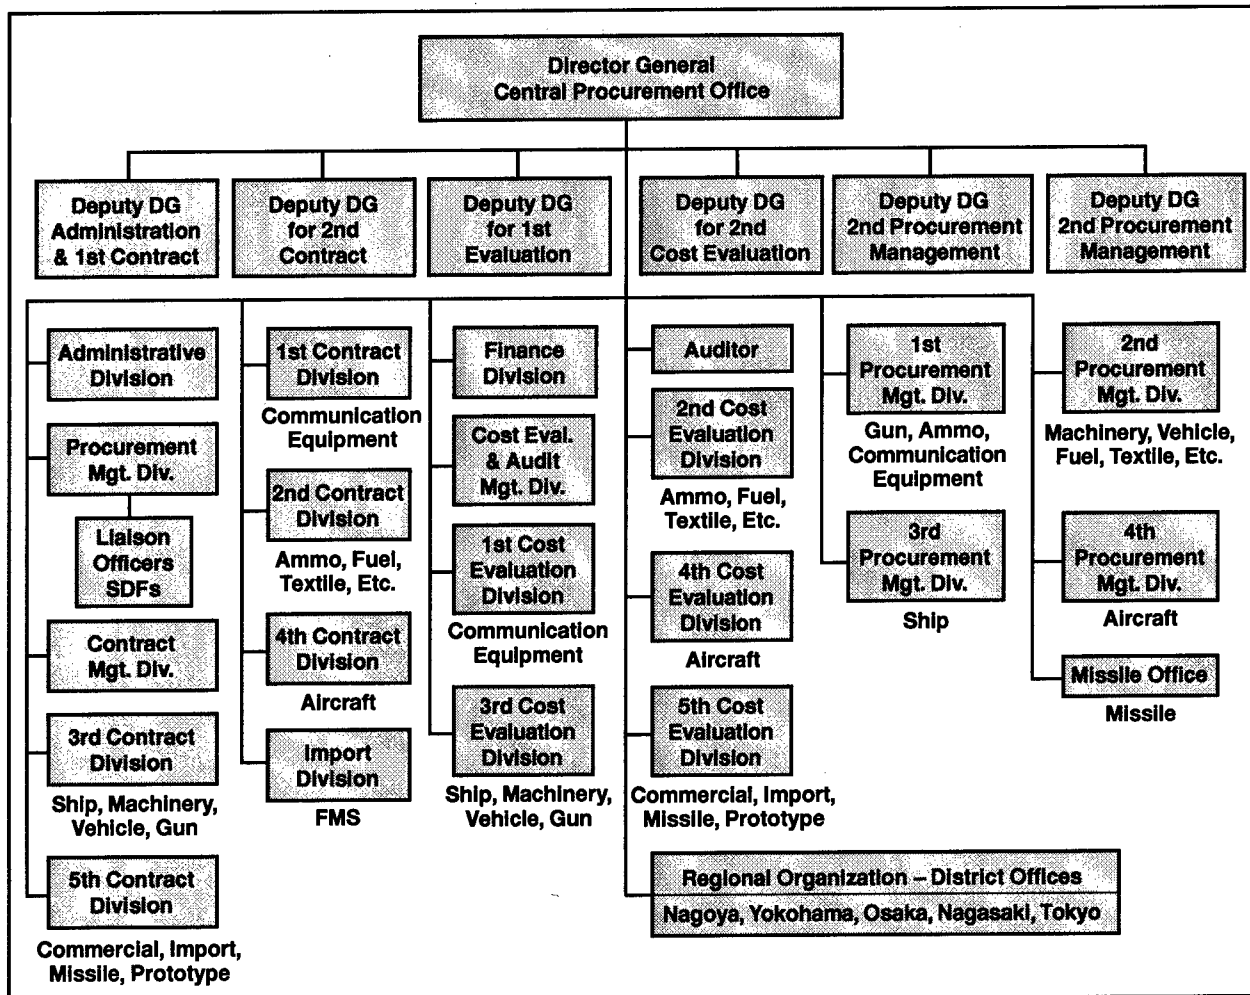 Director General
Central Procurement Office
Deputy DG
Administration
& 1st Contract
Deputy DG
for 2nd
Contract
Deputy DG
for 1st
Evaluation
Deputy DG
for 2nd
Cost Evaluation
Deputy DG
2nd Procurement
Management
Deputy DG
2nd Procurement
Management
Administrative
Division
Procurement
Mgt. Div.
Liaison
Officers
SDFs
Contract
Mgt. Div.
3rd Contract
Division
Ship, Machinery,
Vehicle, Gun
5th Contract
Division
Commercial, Import,
Missile, Prototype
1st Contract
Division
Communication
Equipment
2nd Contract
Division
Ammo, Fuel,
Textile, Etc.
4th Contract
Division
Aircraft
Import
Division
FMS
Finance
Division
Cost Eval.
& Audit
Mgt. Div.
1st Cost
Evaluation
Division
Communication
Equipment
3rd Cost
Evaluation
Division
Ship, Machinery,
Vehicle, Gun
Auditor
2nd Cost
Evaluation
Division
Ammo, Fuel,
Textile, Etc.
4th Cost
Evaluation
Division
Aircraft
5th Cost
Evaluation
Division
Commercial, Import,
Missile, Prototype
Regional Organization – District Offices
Nagoya, Yokohama, Osaka, Nagasaki, Tokyo
1st
Procurement
Mgt. Div.
Gun, Ammo,
Communication
Equipment
3rd
Procurement
Mgt. Div.
Ship
2nd
Procurement
Mgt. Div.
Machinery, Vehicle,
Fuel, Textile, Etc.
4th
Procurement
Mgt. Div.
Aircraft
Missile Office
Missile